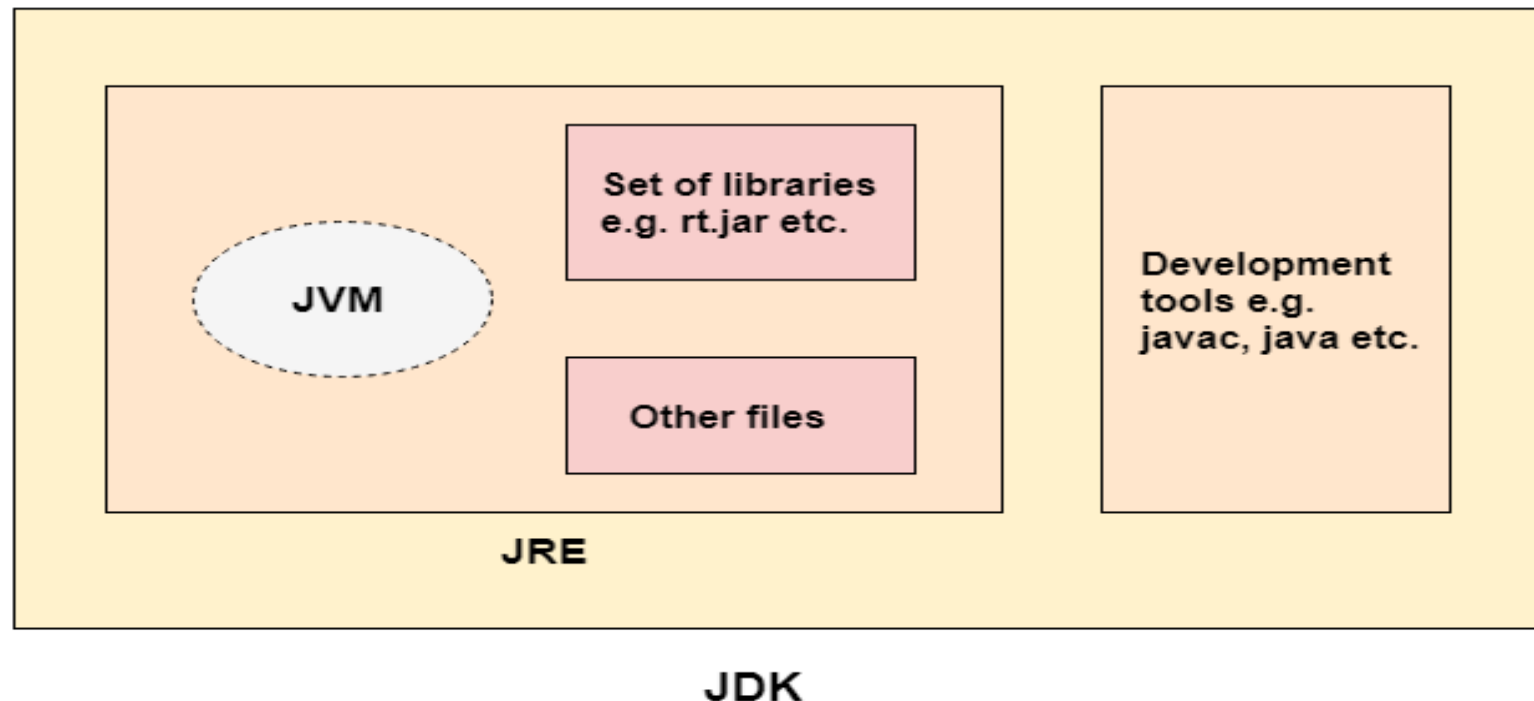 Set of libraries
e.g. rt.jar etc.
JVM
Other files
JRE
Development
tools e.g.
javac, java etc.
JDK